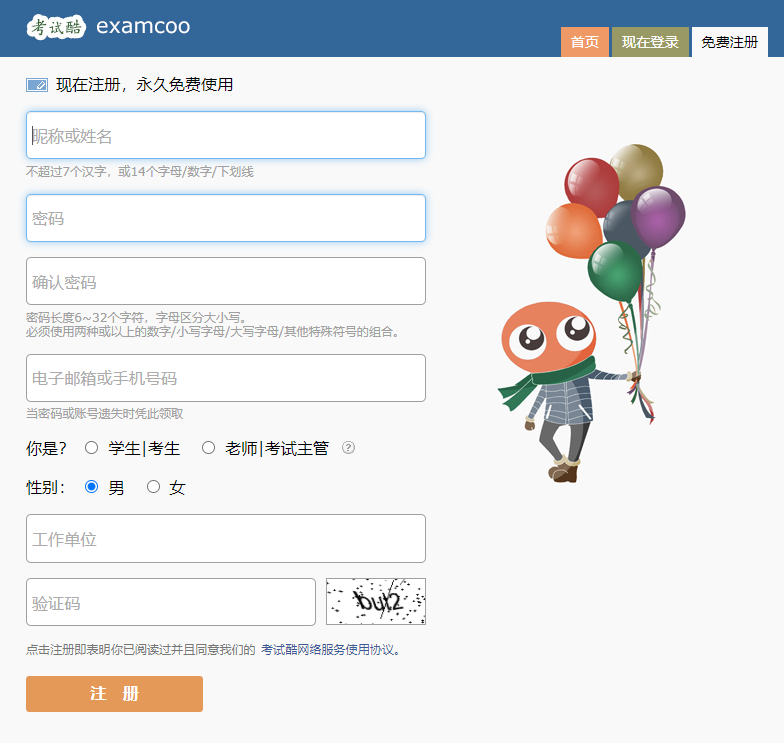 考试酷 examcoo
首页 现在登录 免费注册
现在注册，永久免费使用
昵称或姓名
不超过7个汉字，或14个字母/数字/下划线
密码
确认密码
密码长度6~32个字符，字母区分大小写。
必须使用两种或以上的数字/小写字母/大写字母/其他特殊符号的组合。
电子邮箱或手机号码
当密码或账号遗失时凭此领取
你是？ 学生|考生 老师|考试主管 ?
性别： 男 女
工作单位
验证码
点击注册即表明你已阅读过并且同意我们的 考试酷网络服务使用协议。
注 册